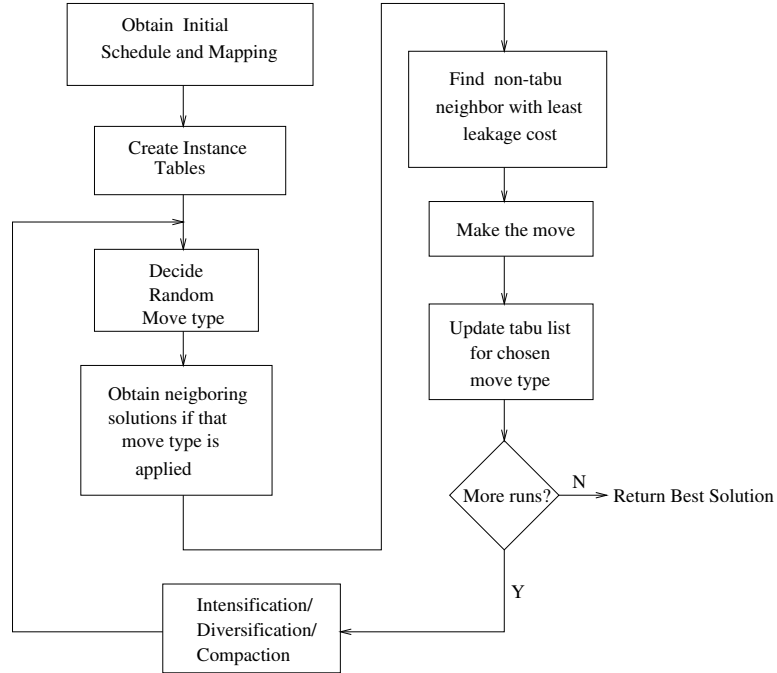 Obtain Initial
Schedule and Mapping
Create Instance
Tables
Decide
Random
Move type
Obtain neigboring
solutions if that
move type is
applied
Find non-tabu
neighbor with least
leakage cost
Make the move
Update tabu list
for chosen
move type
More runs?
N
Return Best Solution
Y
Intensification/
Diversification/
Compaction